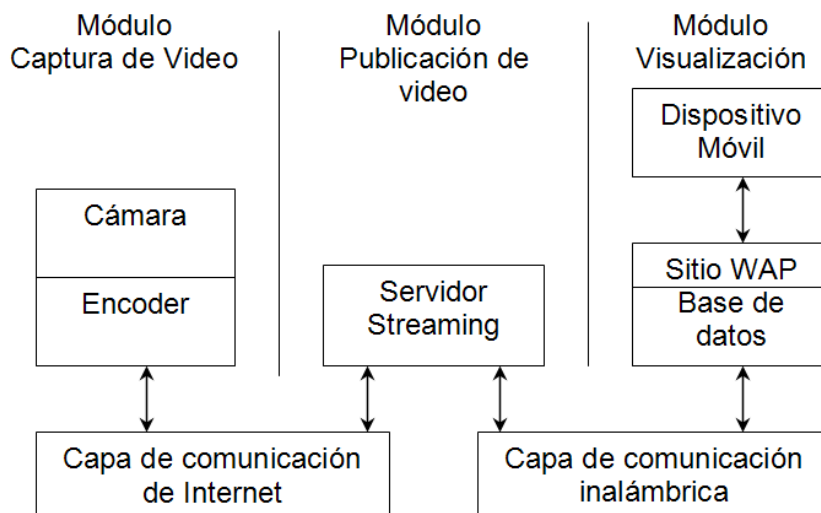 Módulo
Captura de Video
Módulo
Publicación de
video
Módulo
Visualización
Dispositivo
Móvil
Cámara
Encoder
Servidor
Streaming
Sitio WAP
Base de
datos
Capa de comunicación
de Internet
Capa de comunicación
inalámbrica